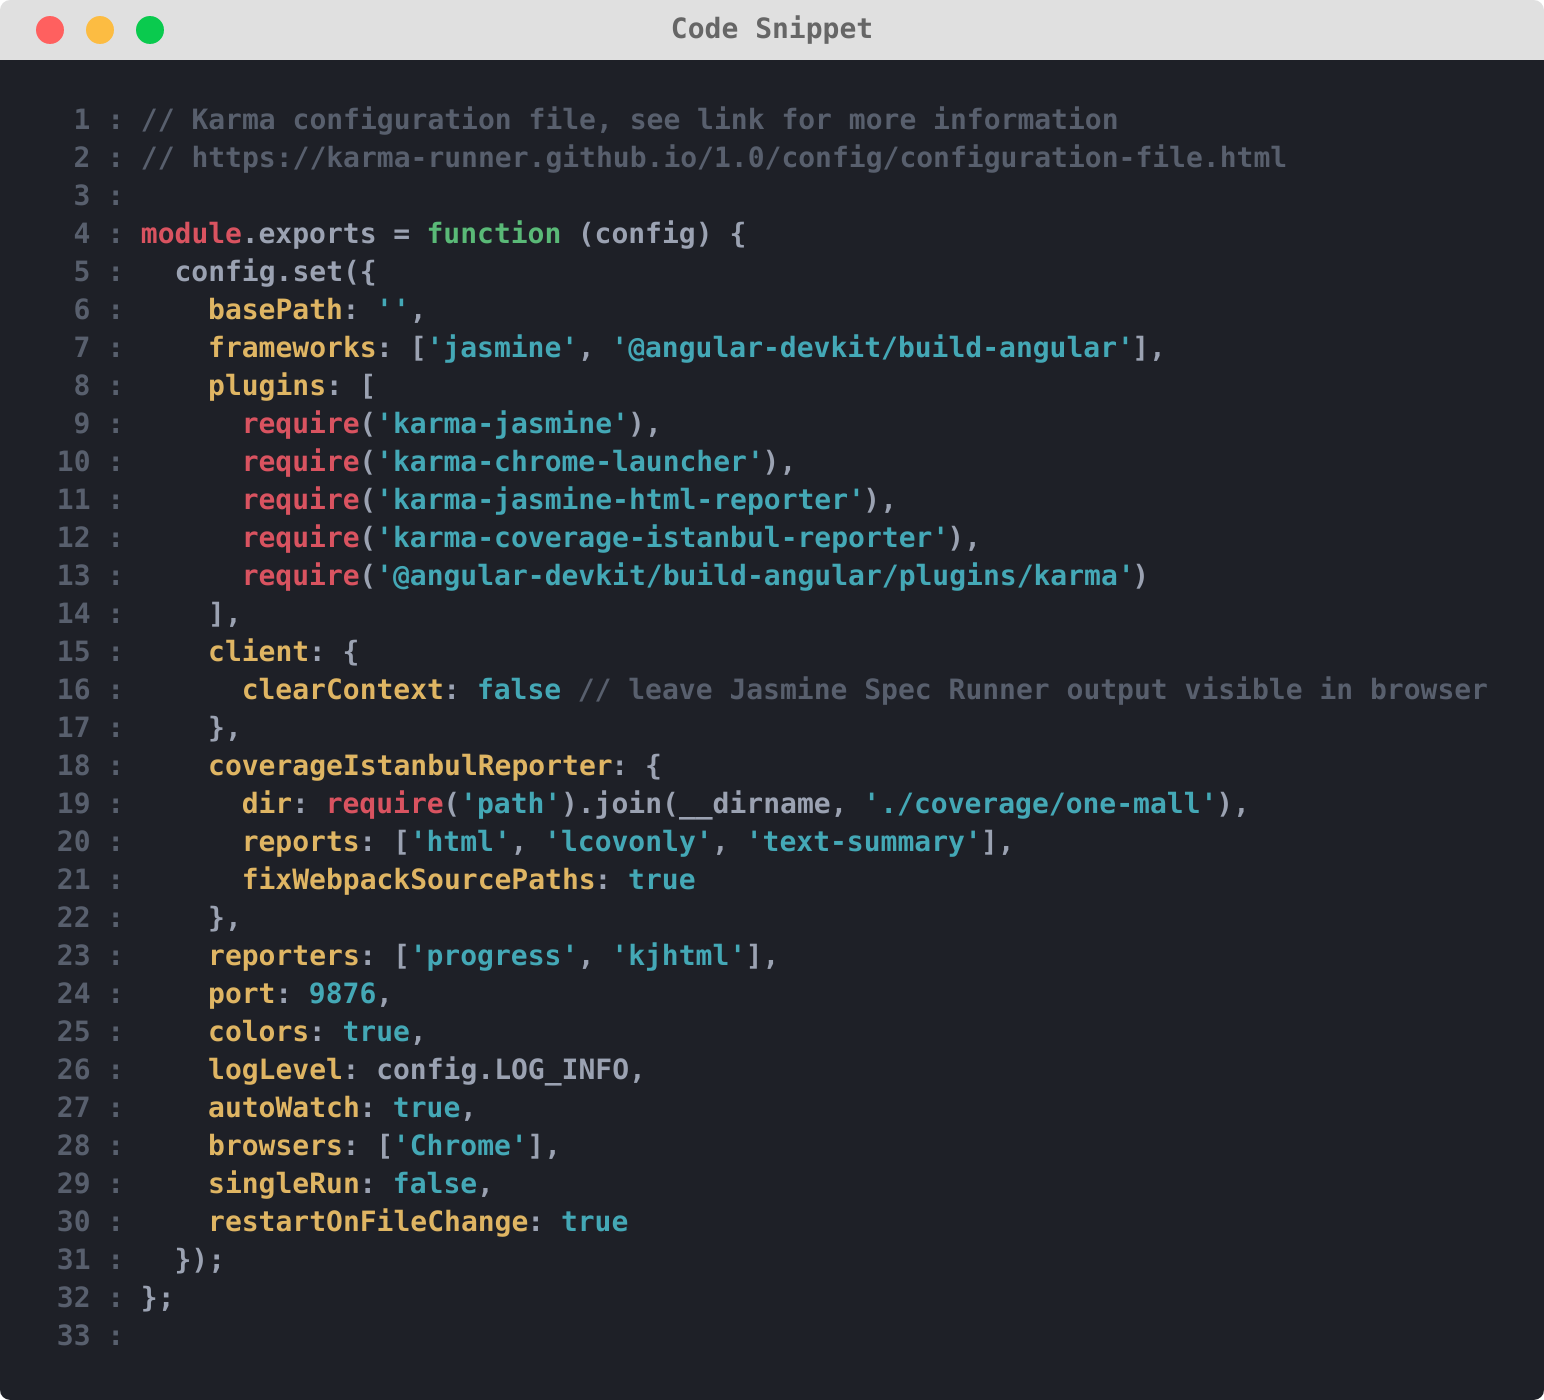 Code Snippet
1 : // Karma configuration file, see link for more information
2 : // https://karma-runner.github.io/1.0/config/configuration-file.html
3 :
4 : module.exports = function (config) {
5 :   config.set({
6 :     basePath: '',
7 :     frameworks: ['jasmine', '@angular-devkit/build-angular'],
8 :     plugins: [
9 :       require('karma-jasmine'),
10 :       require('karma-chrome-launcher'),
11 :       require('karma-jasmine-html-reporter'),
12 :       require('karma-coverage-istanbul-reporter'),
13 :       require('@angular-devkit/build-angular/plugins/karma')
14 :     ],
15 :     client: {
16 :       clearContext: false // leave Jasmine Spec Runner output visible in browser
17 :     },
18 :     coverageIstanbulReporter: {
19 :       dir: require('path').join(__dirname, './coverage/one-mall'),
20 :       reports: ['html', 'lcovonly', 'text-summary'],
21 :       fixWebpackSourcePaths: true
22 :     },
23 :     reporters: ['progress', 'kjhtml'],
24 :     port: 9876,
25 :     colors: true,
26 :     logLevel: config.LOG_INFO,
27 :     autoWatch: true,
28 :     browsers: ['Chrome'],
29 :     singleRun: false,
30 :     restartOnFileChange: true
31 :   });
32 : };
33 :